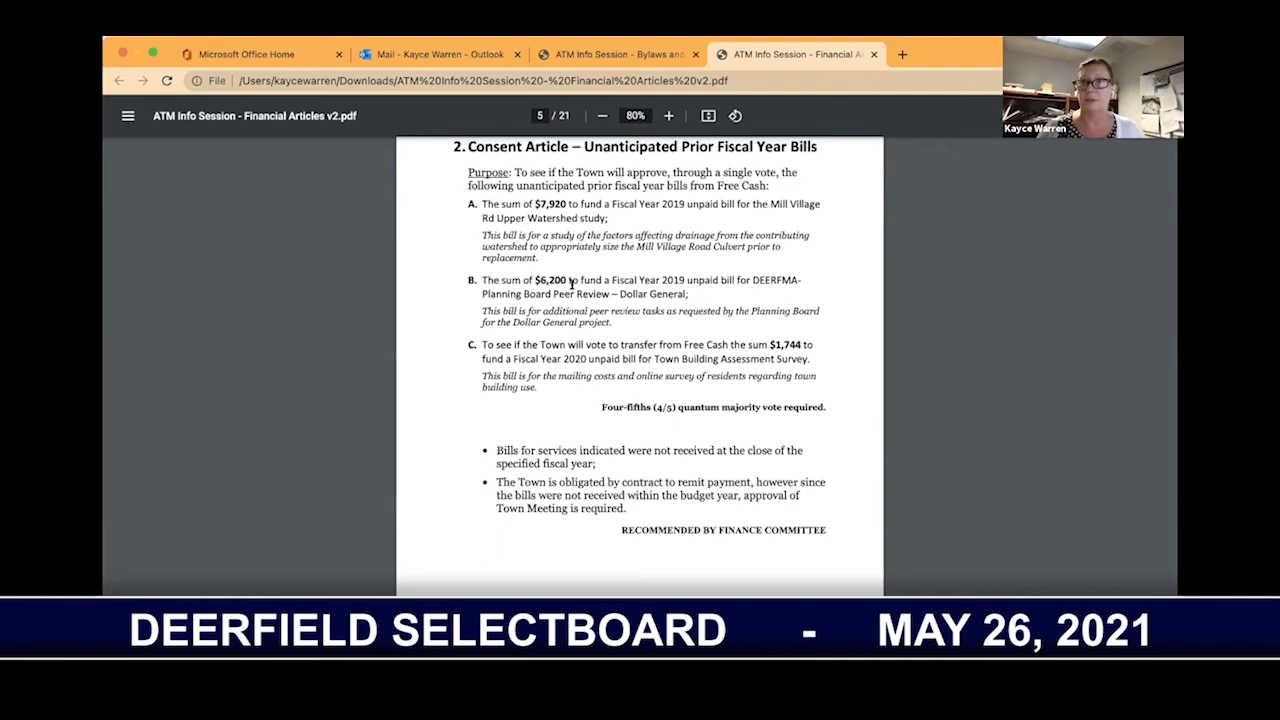 Microsoft Office Home
Mail - Kayce Warren - Outlook
ATM Info Session - Bylaws and
ATM Info Session - Financial A
File /Users/kaycewarren/Downloads/ATM%20Info%20Session%20-%20Financial%20Articles%20v2.pdf
ATM Info Session - Financial Articles v2.pdf
5 / 21
80%
Kayce Warren
2. Consent Article – Unanticipated Prior Fiscal Year Bills
Purpose: To see if the Town will approve, through a single vote, the
following unanticipated prior fiscal year bills from Free Cash:
A. The sum of $7,920 to fund a Fiscal Year 2019 unpaid bill for the Mill Village
Rd Upper Watershed study;
This bill is for a study of the factors affecting drainage from the contributing
watershed to appropriately size the Mill Village Road Culvert prior to
replacement.
B. The sum of $6,200 to fund a Fiscal Year 2019 unpaid bill for DEERFMA-
Planning Board Peer Review – Dollar General;
This bill is for additional peer review tasks as requested by the Planning Board
for the Dollar General project.
C. To see if the Town will vote to transfer from Free Cash the sum $1,744 to
fund a Fiscal Year 2020 unpaid bill for Town Building Assessment Survey.
This bill is for the mailing costs and online survey of residents regarding town
building use.
Four-fifths (4/5) quantum majority vote required.
• Bills for services indicated were not received at the close of the
specified fiscal year;
• The Town is obligated by contract to remit payment, however since
the bills were not received within the budget year, approval of
Town Meeting is required.
RECOMMENDED BY FINANCE COMMITTEE
DEERFIELD SELECTBOARD - MAY 26, 2021